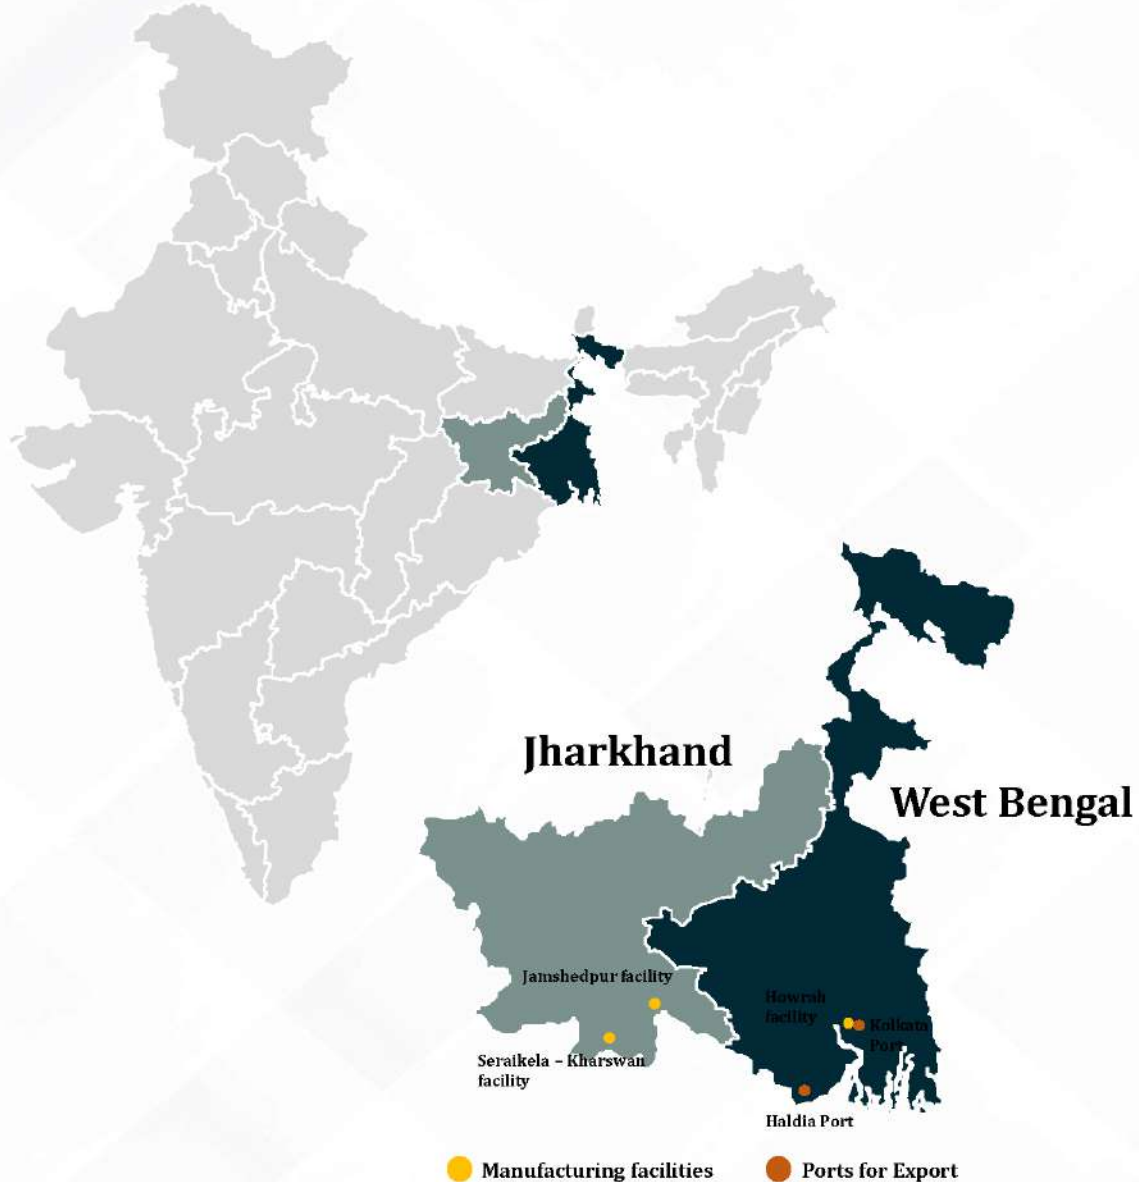 Jharkhand
West Bengal
Jamshedpur facility
Howrah
facility
Kolkata
Port
Seraikela – Kharswan
facility
Haldia Port
Manufacturing facilities
Ports for Export